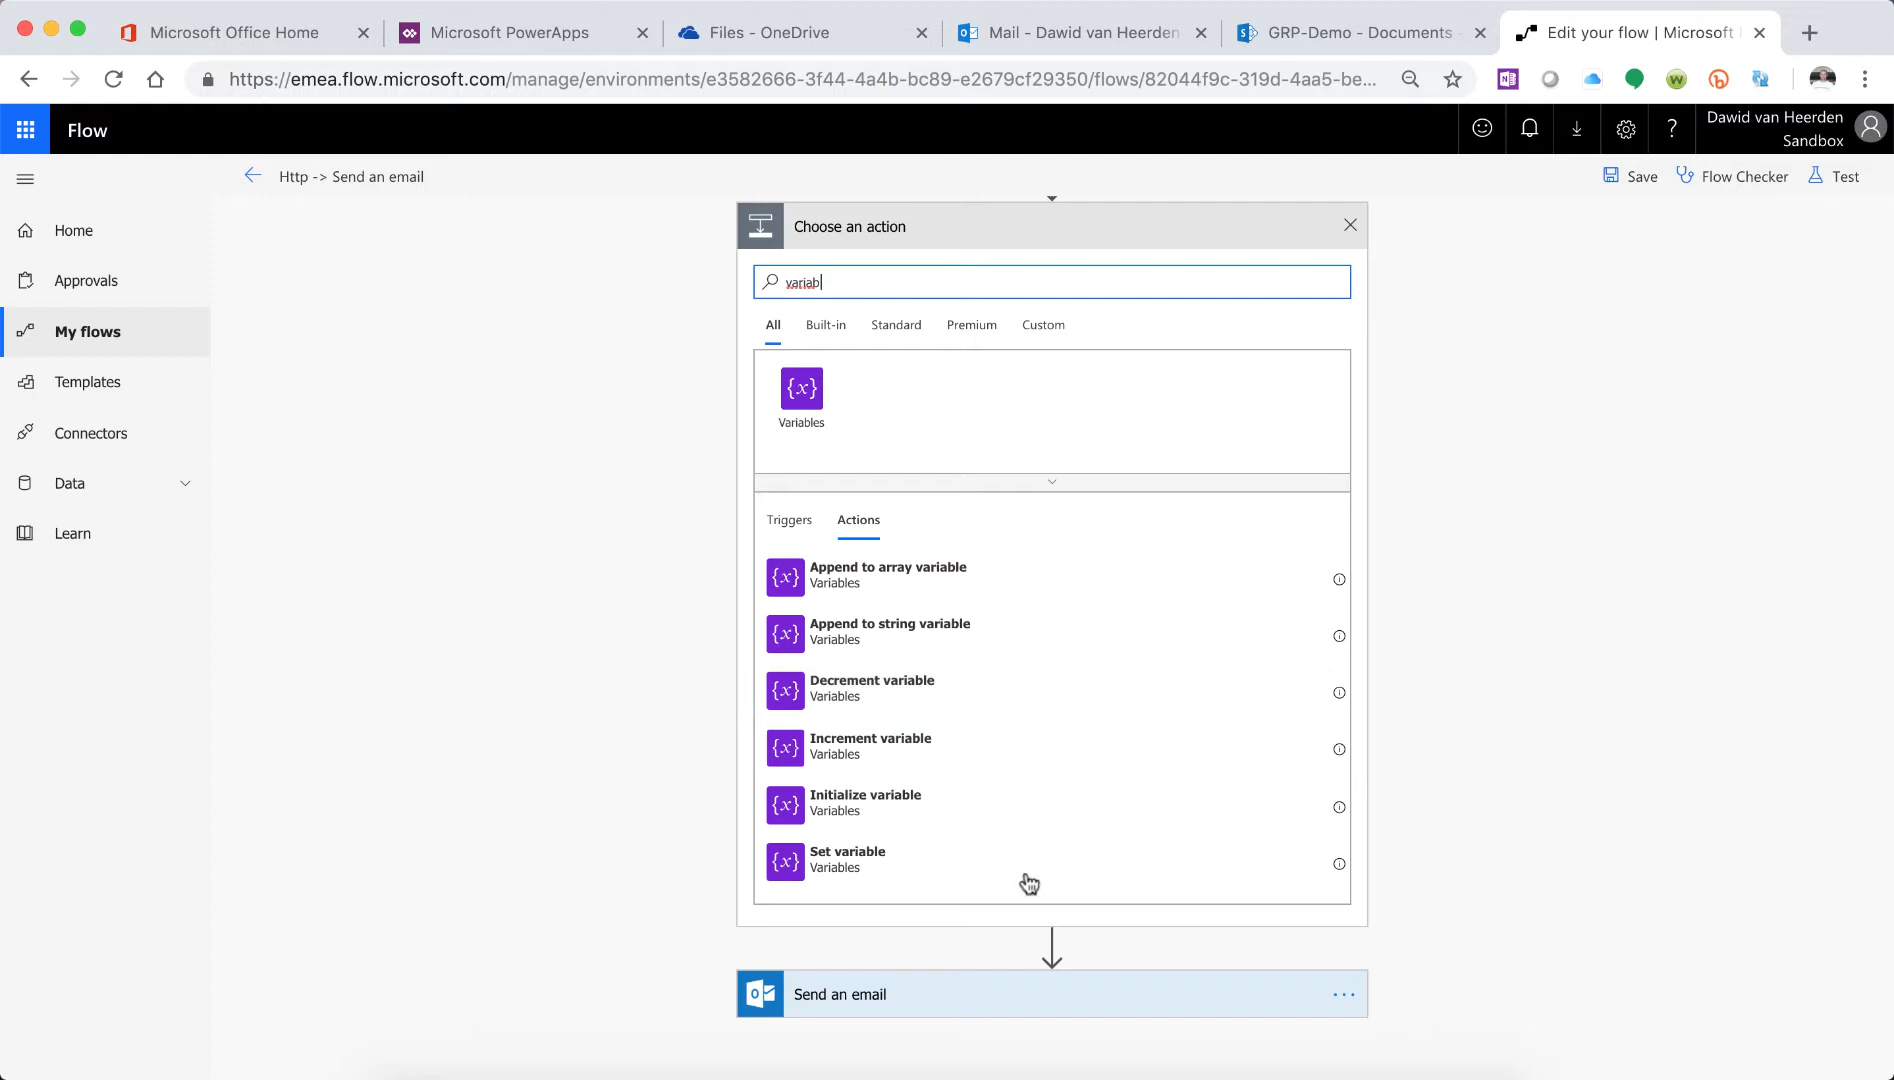 Microsoft Office Home
Microsoft PowerApps
Files - OneDrive
Mail - Dawid van Heerden
GRP-Demo - Documents -
Edit your flow | Microsoft
https://emea.flow.microsoft.com/manage/environments/e3582666-3f44-4a4b-bc89-e2679cf29350/flows/82044f9c-319d-4aa5-be...
Flow
Dawid van Heerden
Sandbox
Http -> Send an email
Save
Flow Checker
Test
Home
Approvals
My flows
Templates
Connectors
Data
Learn
Choose an action
variab
All
Built-in
Standard
Premium
Custom
{x}
Variables
Triggers
Actions
{x}
Append to array variable
Variables
{x}
Append to string variable
Variables
{x}
Decrement variable
Variables
{x}
Increment variable
Variables
{x}
Initialize variable
Variables
{x}
Set variable
Variables
Send an email